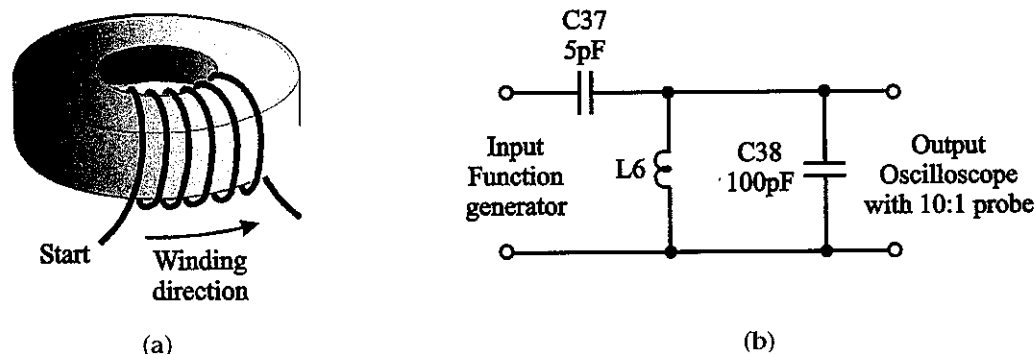 Start
Winding
direction
(a)
C37
5pF
Input
Function
generator
L6
C38
100pF
Output
Oscilloscope
with 10:1 probe
(b)